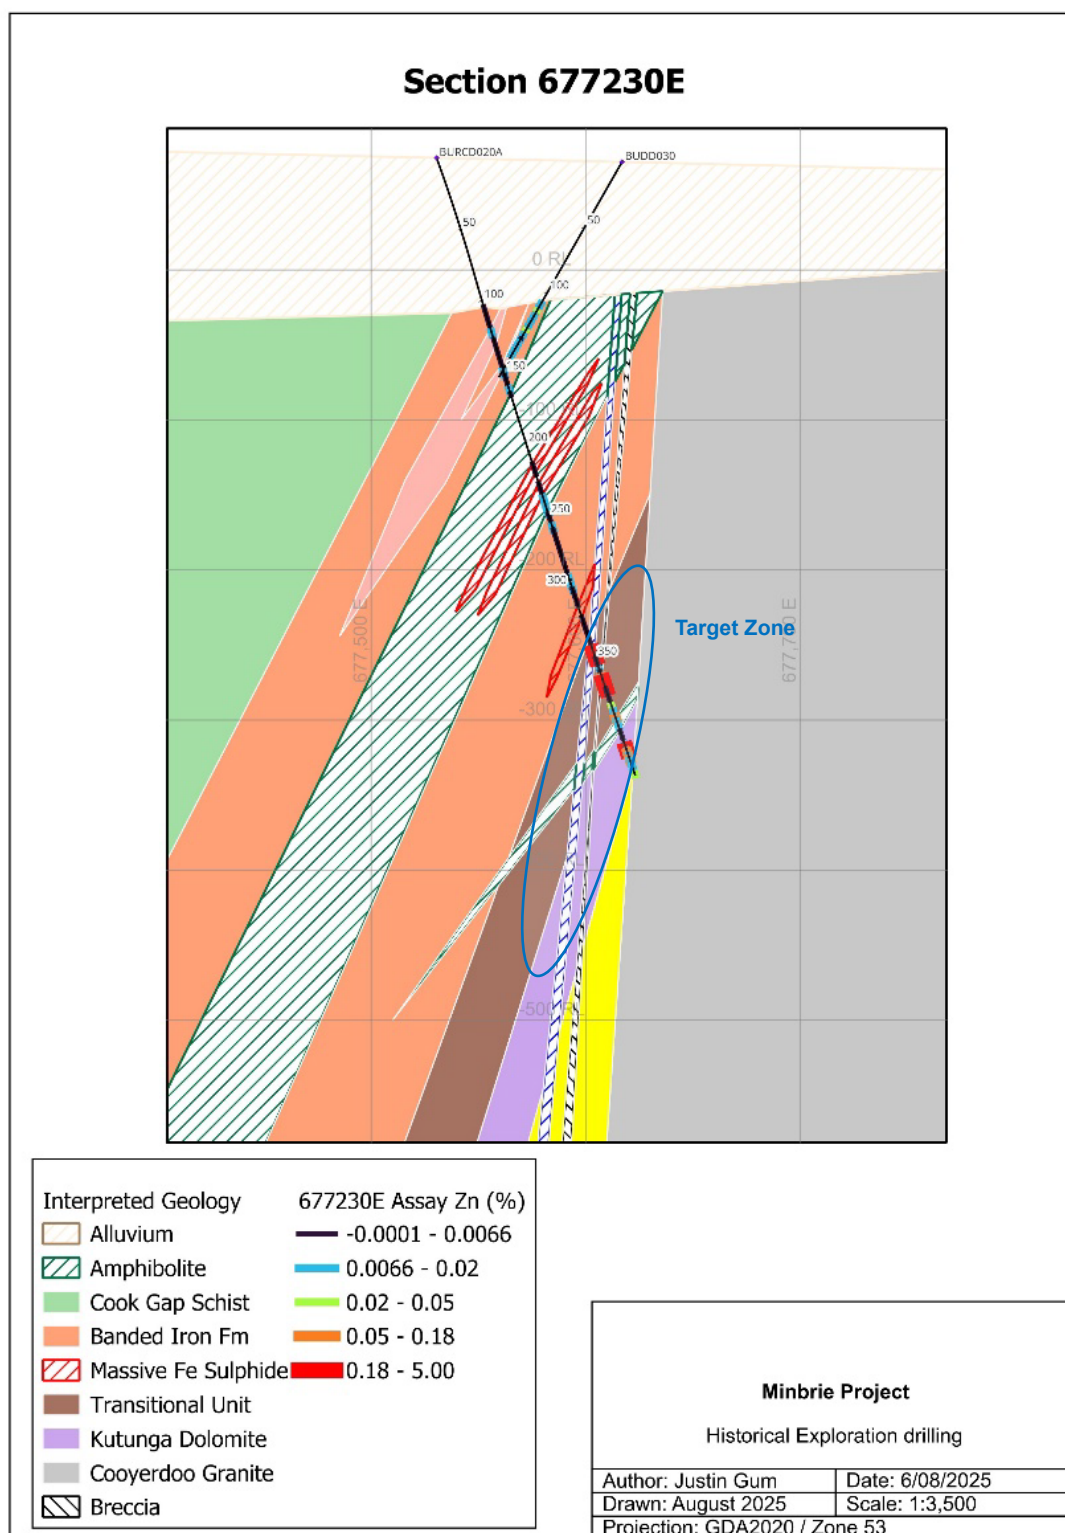 Section 677230E
BURCD020A
BUDD030
50
50
0 RL
100
100
150
-100 RL
200
250
-200 RL
300
677,500 E
677,700 E
Target Zone
350
-300
-500 RL
Interpreted Geology
677230E Assay Zn (%)
Alluvium
-0.0001 - 0.0066
Amphibolite
0.0066 - 0.02
Cook Gap Schist
0.02 - 0.05
Banded Iron Fm
0.05 - 0.18
Massive Fe Sulphide
0.18 - 5.00
Transitional Unit
Kutunga Dolomite
Cooyerdoo Granite
Breccia
Minbrie Project
Historical Exploration drilling
Author: Justin Gum
Date: 6/08/2025
Drawn: August 2025
Scale: 1:3,500
Projection: GDA2020 / Zone 53